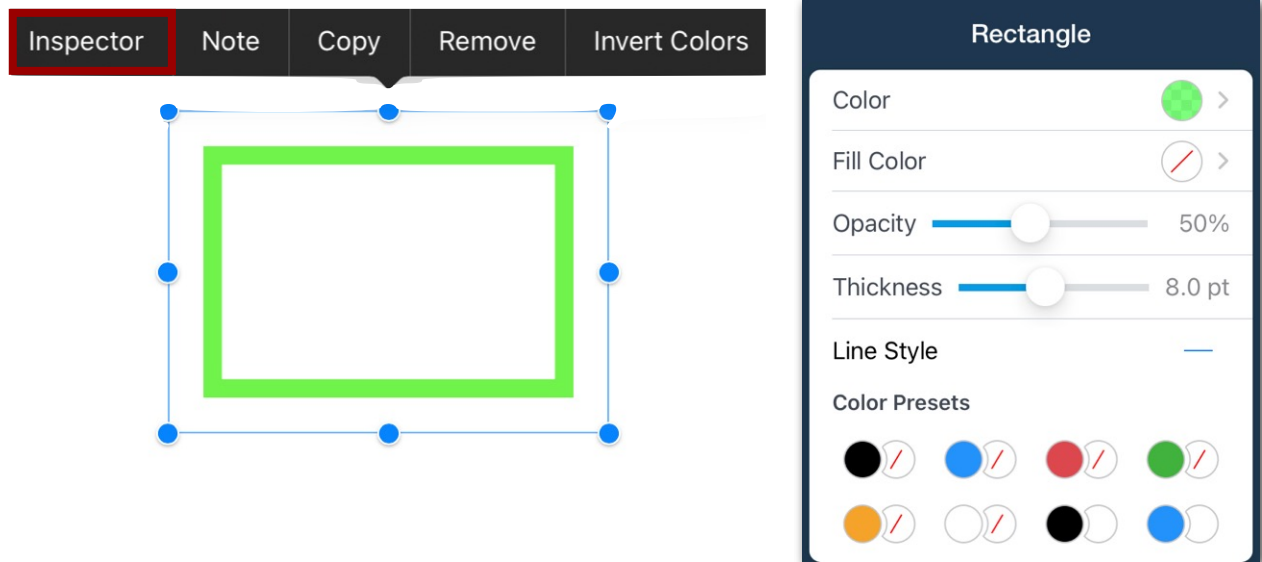 Inspector Note Copy Remove Invert Colors
Rectangle
Color
Fill Color
Opacity 50%
Thickness 8.0 pt
Line Style
Color Presets